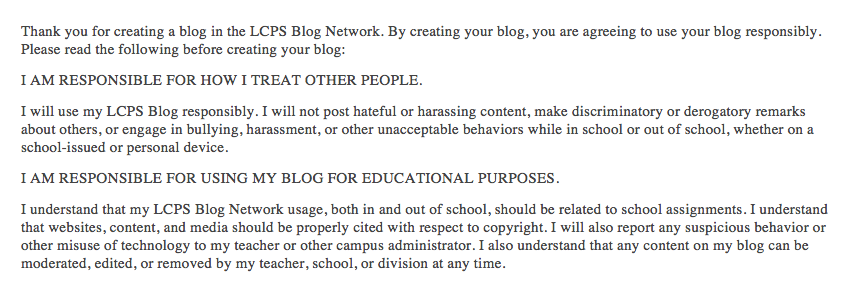 Thank you for creating a blog in the LCPS Blog Network. By creating your blog, you are agreeing to use your blog responsibly.
Please read the following before creating your blog:
I AM RESPONSIBLE FOR HOW I TREAT OTHER PEOPLE.
I will use my LCPS Blog responsibly. I will not post hateful or harassing content, make discriminatory or derogatory remarks
about others, or engage in bullying, harassment, or other unacceptable behaviors while in school or out of school, whether on a
school-issued or personal device.
I AM RESPONSIBLE FOR USING MY BLOG FOR EDUCATIONAL PURPOSES.
I understand that my LCPS Blog Network usage, both in and out of school, should be related to school assignments. I understand
that websites, content, and media should be properly cited with respect to copyright. I will also report any suspicious behavior or
other misuse of technology to my teacher or other campus administrator. I also understand that any content on my blog can be
moderated, edited, or removed by my teacher, school, or division at any time.